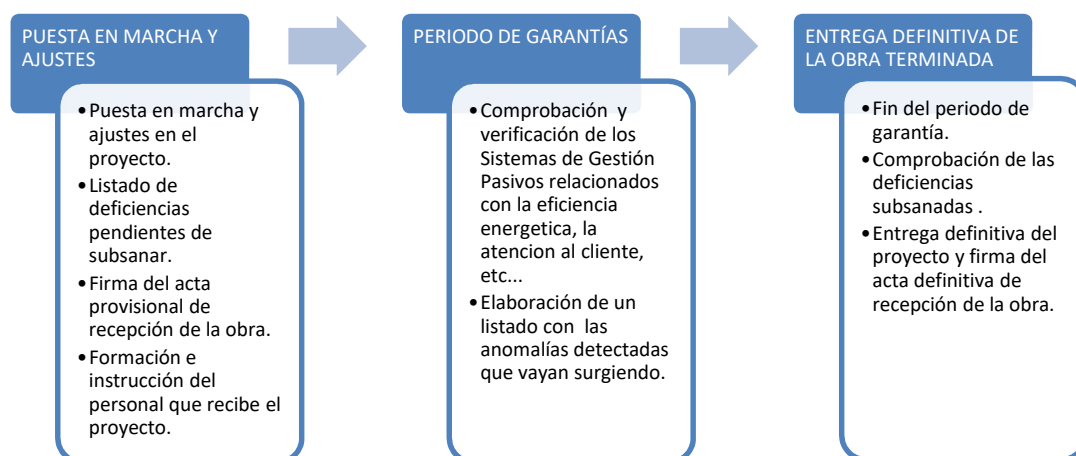 PUESTA EN MARCHA Y
AJUSTES
•Puesta en marcha y
ajustes en el
proyecto.
•Listado de
deficiencias
pendientes de
subsanar.
•Firma del acta
provisional de
recepción de la obra.
•Formación e
instrucción del
personal que recibe el
proyecto.
PERIODO DE GARANTÍAS
•Comprobación y
verificación de los
Sistemas de Gestión
Pasivos relacionados
con la eficiencia
energetica, la
atencion al cliente,
etc...
•Elaboración de un
listado con las
anomalías detectadas
que vayan surgiendo.
ENTREGA DEFINITIVA DE
LA OBRA TERMINADA
•Fin del periodo de
garantía.
•Comprobación de las
deficiencias
subsanadas .
•Entrega definitiva del
proyecto y firma del
acta definitiva de
recepción de la obra.